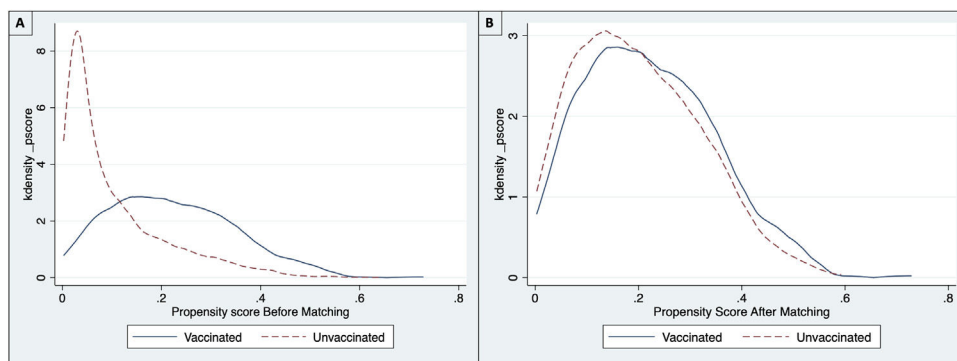 A
kdensity _pscore
8
6
4
2
0
0
.2
.4
.6
.8
Propensity score Before Matching
Vaccinated
Unvaccinated
B
kdensity _pscore
3
2
1
0
0
.2
.4
.6
.8
Propensity Score After Matching
Vaccinated
Unvaccinated